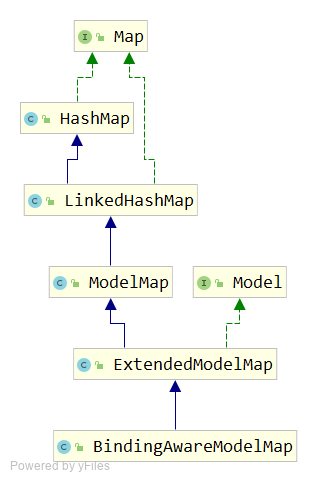 I Map
C HashMap
C LinkedHashMap
C ModelMap
I Model
C ExtendedModelMap
C BindingAwareModelMap
Powered by yFiles